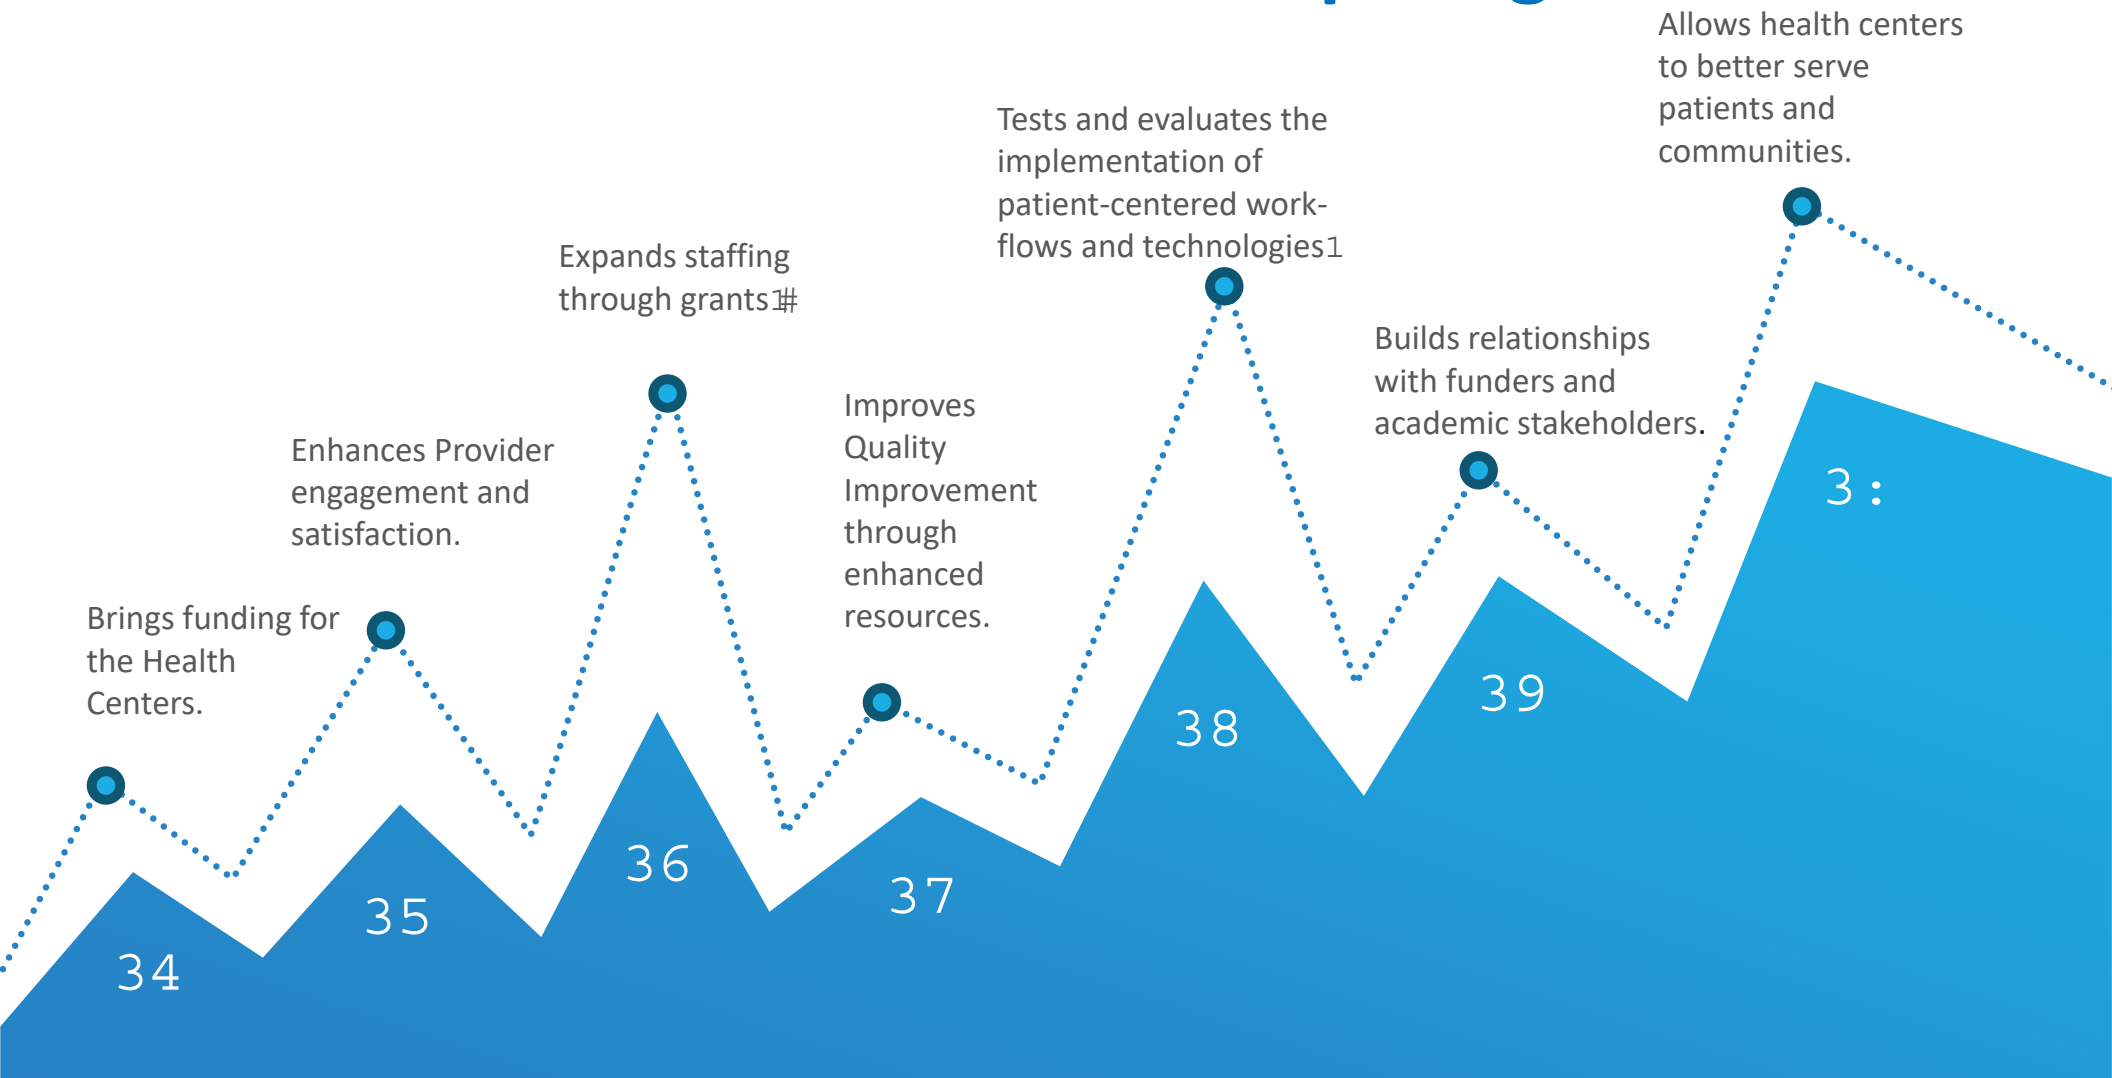 Allows health centers
to better serve
patients and
communities.
Tests and evaluates the
implementation of
patient-centered work-
flows and technologies1
Expands staffing
through grants1#
Builds relationships
with funders and
academic stakeholders.
Improves
Quality
Improvement
through
enhanced
resources.
Enhances Provider
engagement and
satisfaction.
Brings funding for
the Health
Centers.
34
35
36
37
38
39
3: